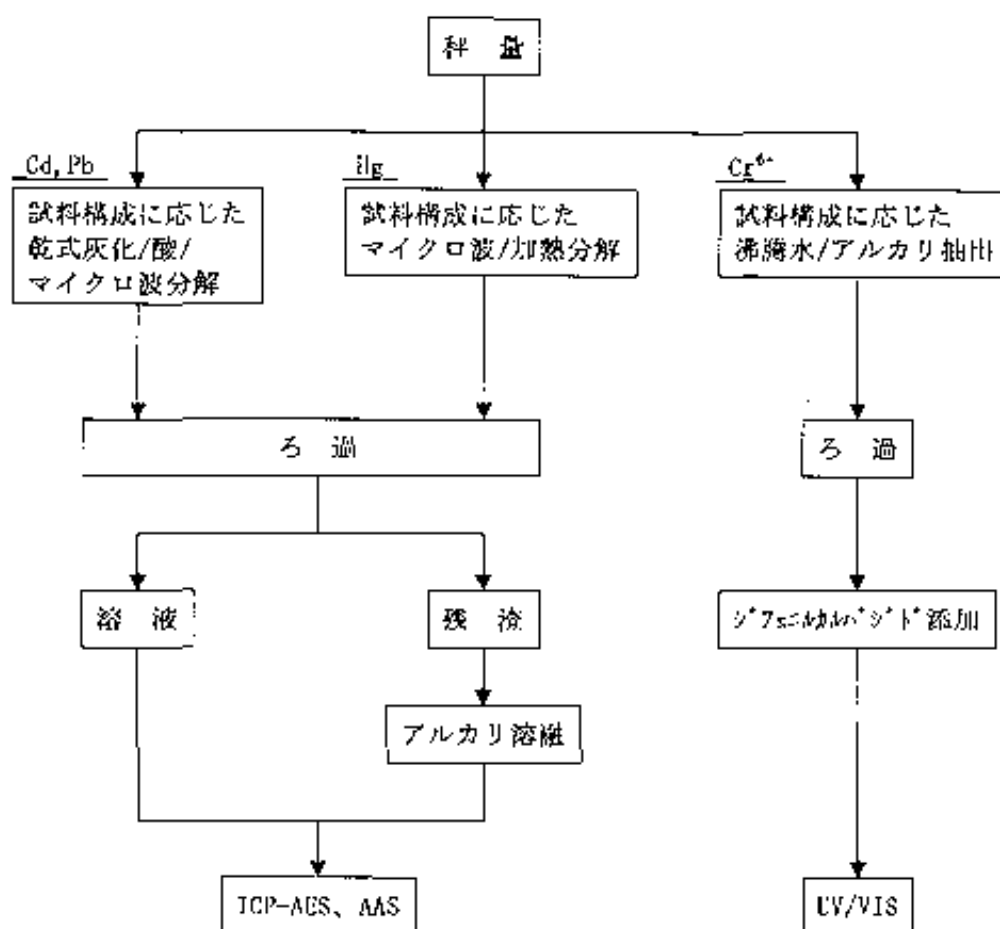 秤 量
Cd, Pb
Hg
Cr⁶⁺
試料構成に応じた
乾式灰化/酸/
マイクロ波分解
試料構成に応じた
マイクロ波/加熱分解
試料構成に応じた
沸騰水/アルカリ抽出
ろ 過
ろ 過
溶 液
残 渣
ｼﾞﾌｪﾆﾙｶﾙﾊﾞｼﾞﾄﾞ添加
アルカリ溶融
ICP-AES、AAS
UV/VIS